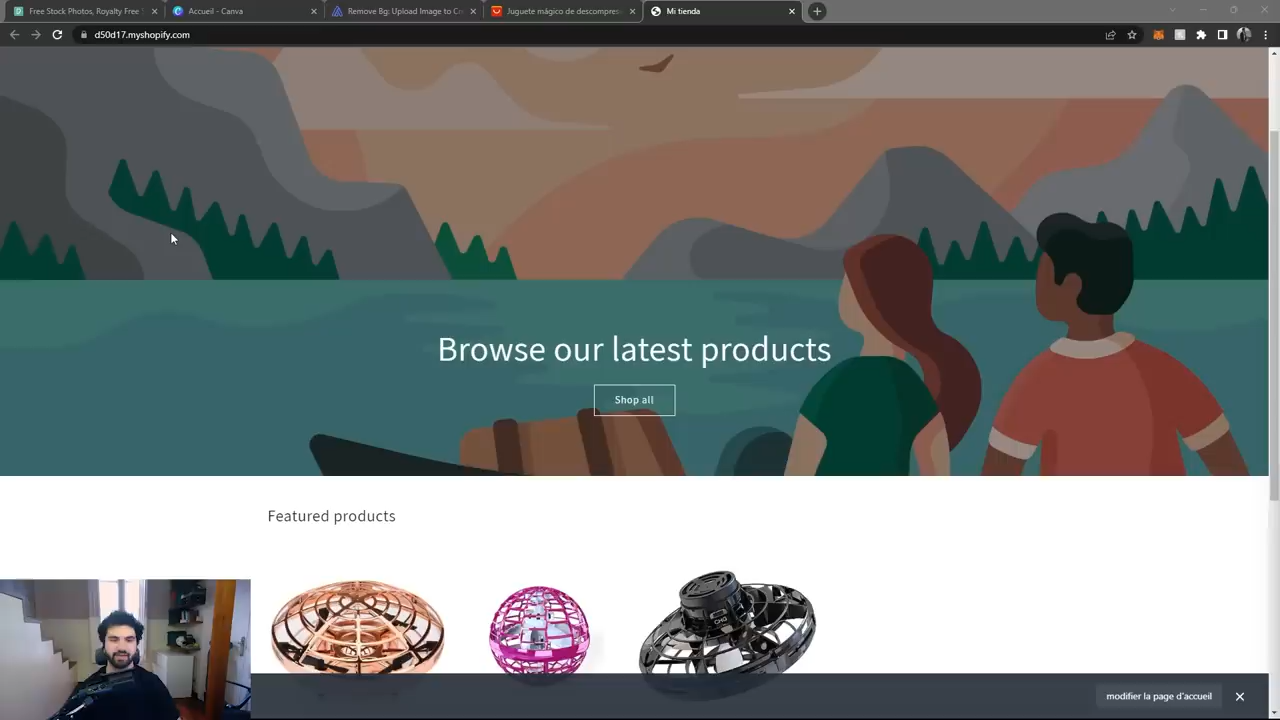 Free Stock Photos, Royalty Free
Accueil - Canva
Remove Bg: Upload Image to Cr
Juguete mágico de descompres
Mi tienda
d50d17.myshopify.com
Browse our latest products
Shop all
Featured products
modifier la page d'accueil